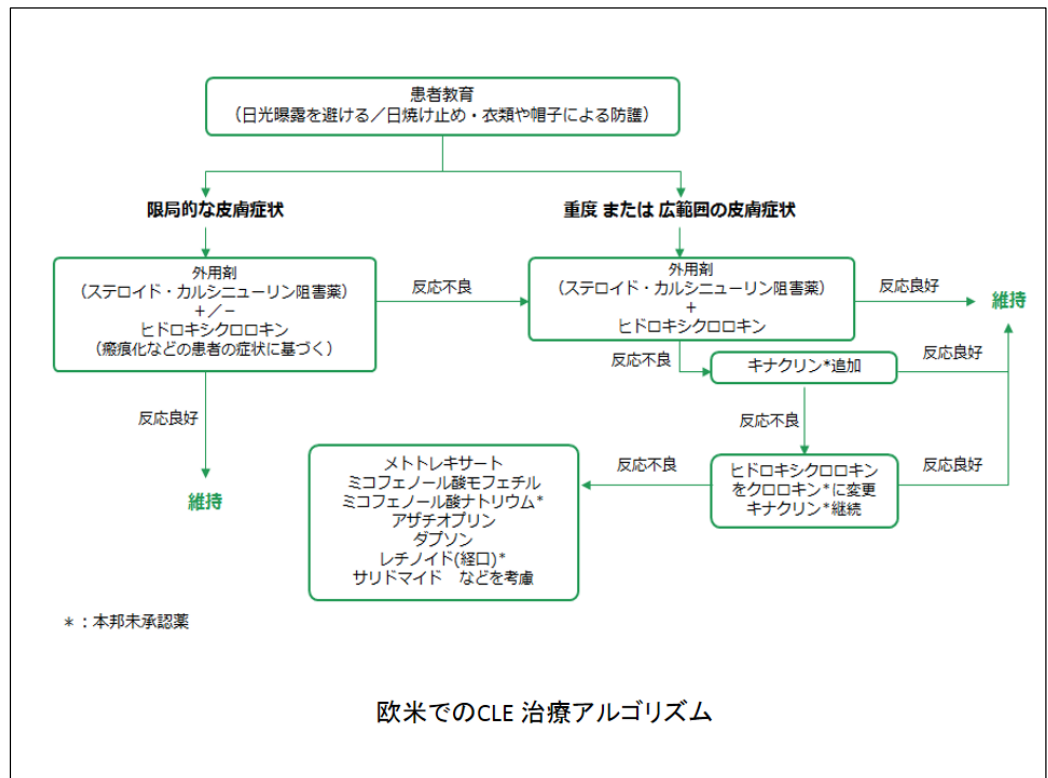 患者教育
（日光曝露を避ける／日焼け止め・衣類や帽子による防護）
限局的な皮膚症状
重度 または 広範囲の皮膚症状
外用剤
（ステロイド・カルシニューリン阻害薬）
＋／－
ヒドロキシクロロキン
（瘢痕化などの患者の症状に基づく）
反応不良
外用剤
（ステロイド・カルシニューリン阻害薬）
＋
ヒドロキシクロロキン
反応良好
維持
反応不良
キナクリン*追加
反応良好
反応良好
維持
反応不良
ヒドロキシクロロキン
をクロロキン*に変更
キナクリン*継続
反応良好
反応不良
メトトレキサート
ミコフェノール酸モフェチル
ミコフェノール酸ナトリウム*
アザチオプリン
ダプソン
レチノイド(経口)*
サリドマイド　などを考慮
＊：本邦未承認薬
欧米でのCLE 治療アルゴリズム